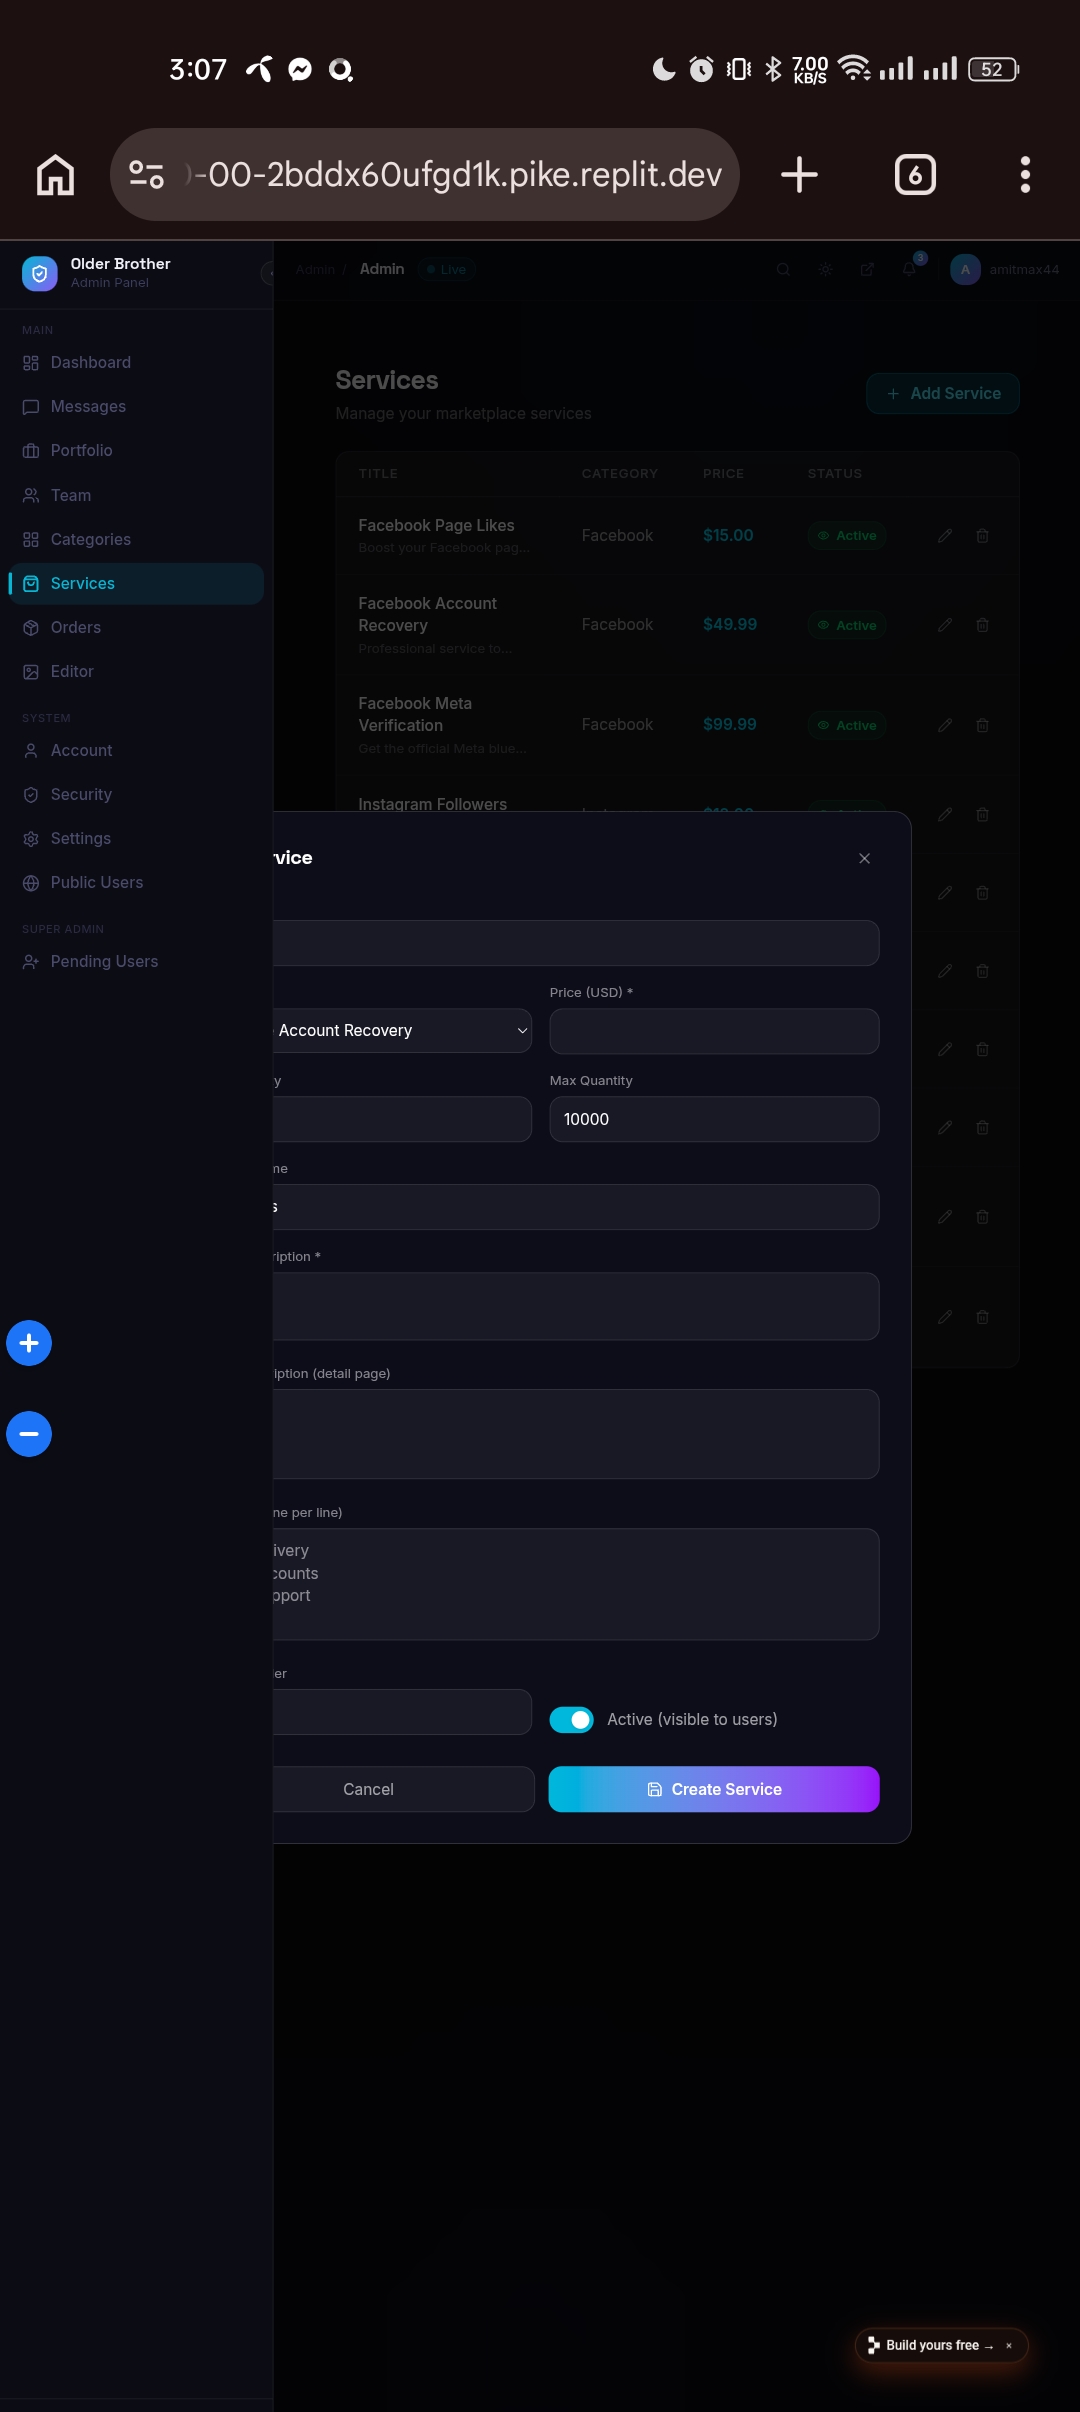 3:07
7.00
KB/S
52
-00-2bddx60ufgd1k.pike.replit.dev
6
Older Brother
Admin Panel
Admin / Admin Live
3
A
amitmax44
MAIN
Dashboard
Messages
Portfolio
Team
Categories
Services
Orders
Editor
SYSTEM
Account
Security
Settings
Public Users
SUPER ADMIN
Pending Users
Services
Manage your marketplace services
+ Add Service
TITLE CATEGORY PRICE STATUS
Facebook Page Likes
Boost your Facebook pag...
Facebook
$15.00
Active
Facebook Account
Recovery
Professional service to...
Facebook
$49.99
Active
Facebook Meta
Verification
Get the official Meta blue...
Facebook
$99.99
Active
Instagram Followers
rvice
Price (USD) *
Account Recovery
y
Max Quantity
10000
me
s
ription *
iption (detail page)
ne per line)
ivery
counts
pport
er
Active (visible to users)
Cancel
Create Service
Build yours free → ×